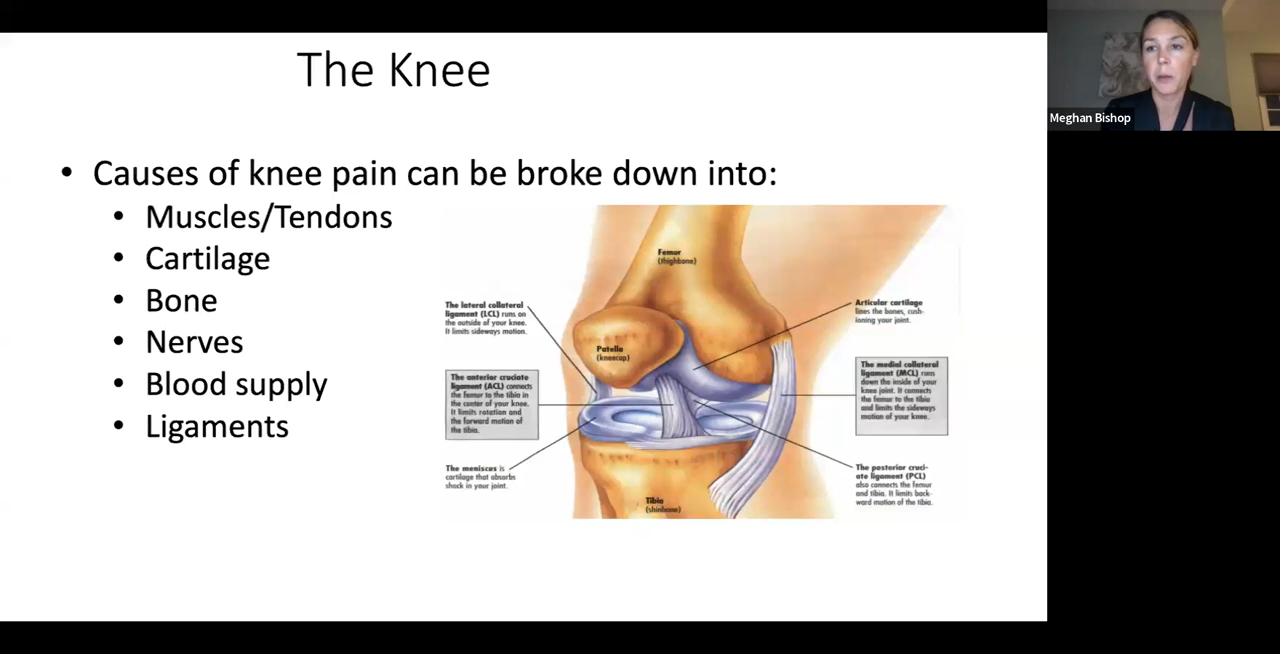 The Knee
• Causes of knee pain can be broke down into:
• Muscles/Tendons
• Cartilage
• Bone
• Nerves
• Blood supply
• Ligaments
Femur
(thighbone)
The lateral collateral
ligament (LCL) runs on
the outside of your knee.
It limits sideways motion.
Articular cartilage
lines the bones, cush-
ioning your joint.
Patella
(kneecap)
The anterior cruciate
ligament (ACL) connects
the femur to the tibia in
the center of your knee.
It limits rotation and
the forward motion of
the tibia.
The medial collateral
ligament (MCL) runs
down the inside of your
knee joint. It connects
the femur to the tibia
and limits the sideways
motion of your knee.
The meniscus is
cartilage that absorbs
shock in your joint.
The posterior cruci-
ate ligament (PCL)
also connects the femur
and tibia. It limits back-
ward motion of the tibia.
Tibia
(shinbone)
Meghan Bishop